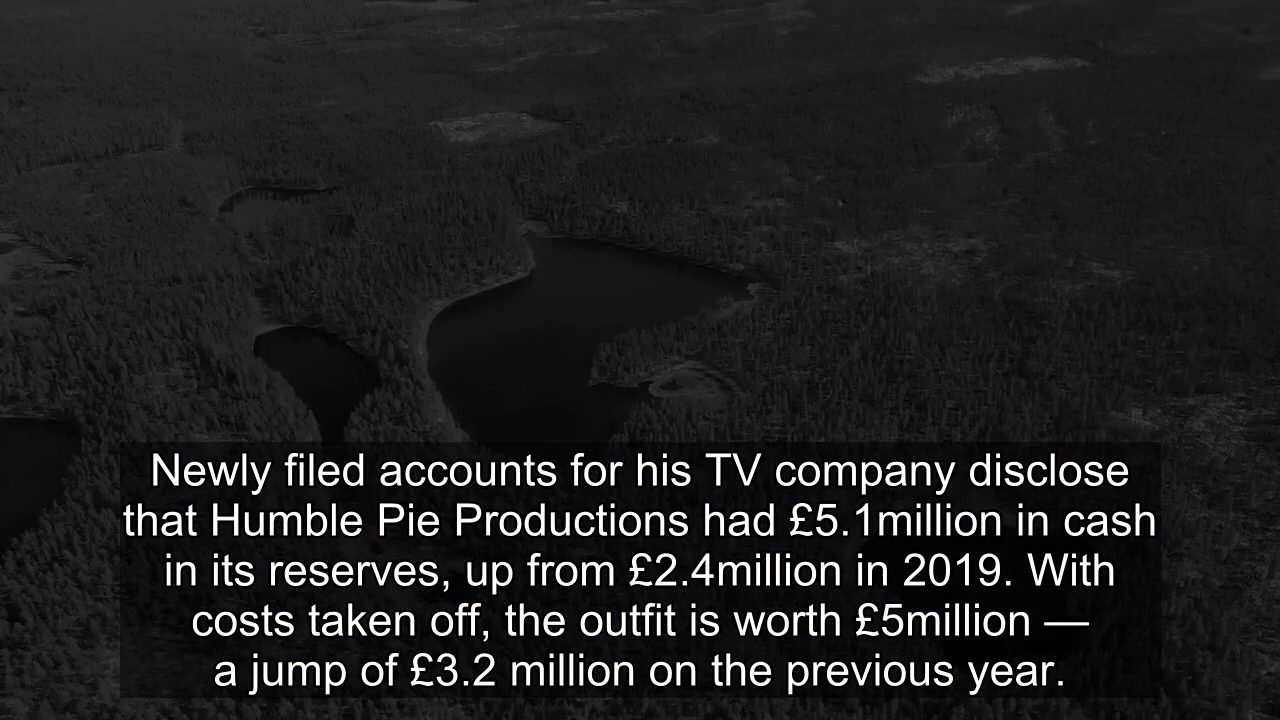 Newly filed accounts for his TV company disclose
that Humble Pie Productions had £5.1million in cash
in its reserves, up from £2.4million in 2019. With
costs taken off, the outfit is worth £5million —
a jump of £3.2 million on the previous year.